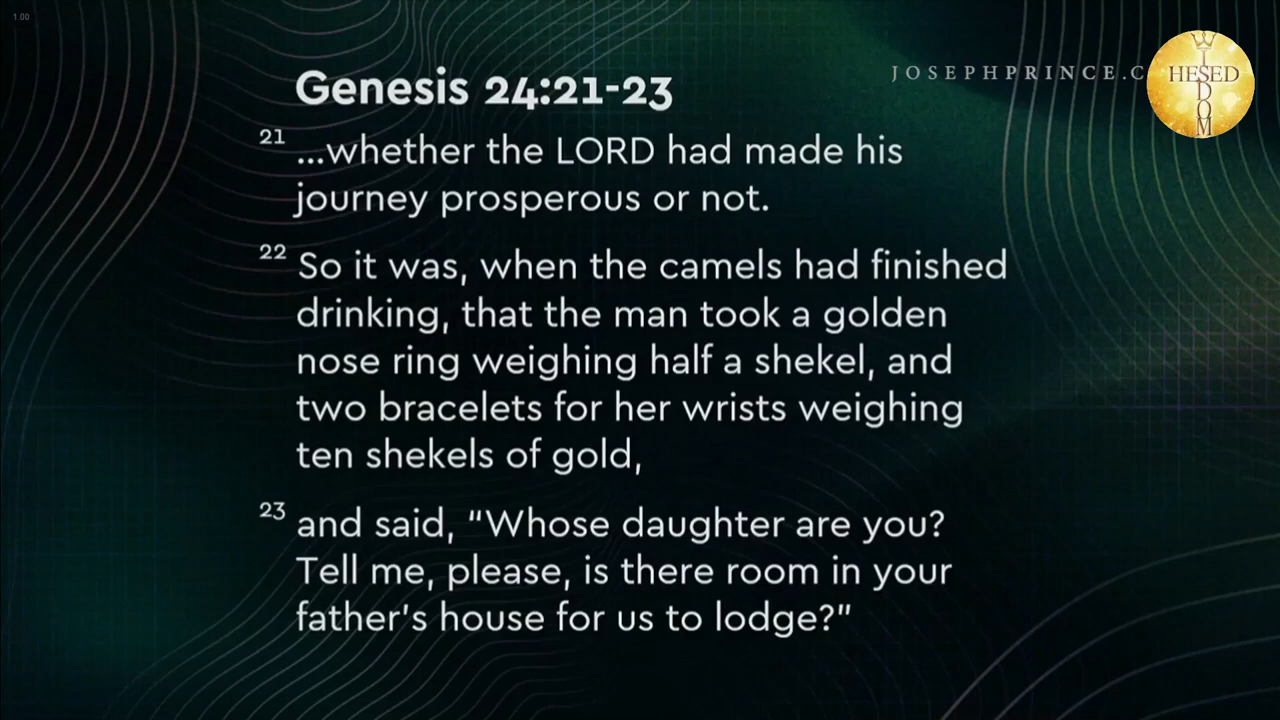 1.00
JOSEPHPRINCE.C
HESED
WISDOM
Genesis 24:21-23
21 ...whether the LORD had made his
journey prosperous or not.
22 So it was, when the camels had finished
drinking, that the man took a golden
nose ring weighing half a shekel, and
two bracelets for her wrists weighing
ten shekels of gold,
23 and said, “Whose daughter are you?
Tell me, please, is there room in your
father’s house for us to lodge?”